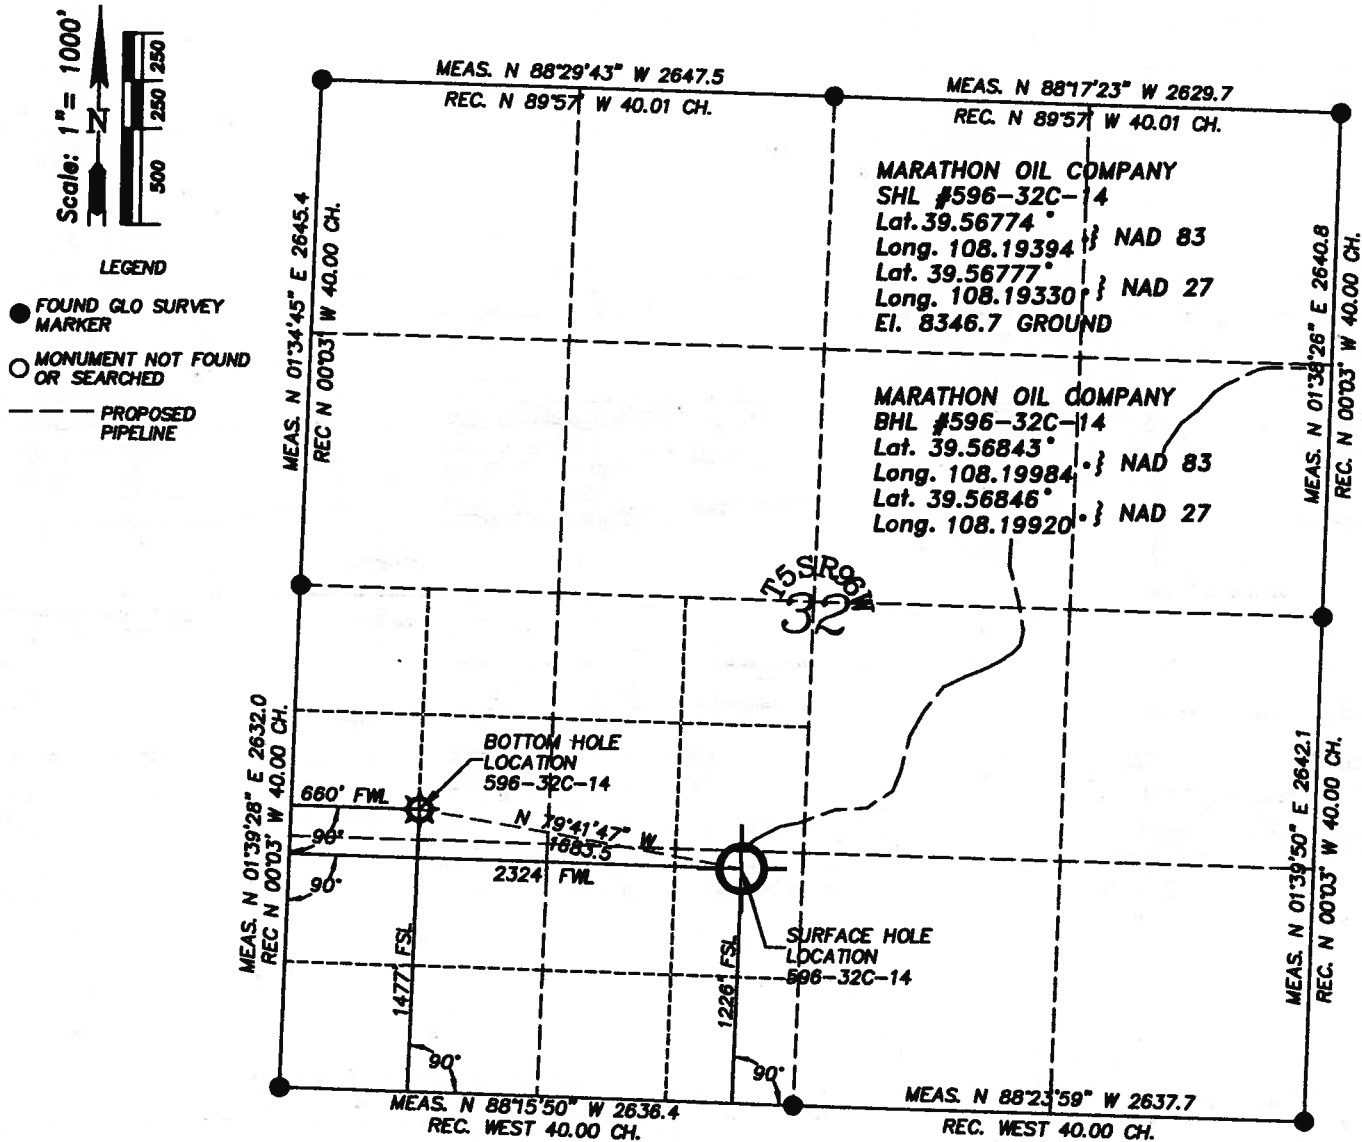 Scale: 1"= 1000'
N
250
250
500
LEGEND
FOUND GLO SURVEY
MARKER
MONUMENT NOT FOUND
OR SEARCHED
PROPOSED
PIPELINE
MEAS. N 88°29'43" W 2647.5
REC. N 89°57' W 40.01 CH.
MEAS. N 88°17'23" W 2629.7
REC. N 89°57' W 40.01 CH.
MEAS. N 01°34'45" E 2645.4
REC N 00°03' W 40.00 CH.
MARATHON OIL COMPANY
SHL #596-32C-14
Lat. 39.56774°
Long. 108.19394° } NAD 83
Lat. 39.56777°
Long. 108.19330° } NAD 27
El. 8346.7 GROUND
MARATHON OIL COMPANY
BHL #596-32C-14
Lat. 39.56843°
Long. 108.19984° } NAD 83
Lat. 39.56846°
Long. 108.19920° } NAD 27
MEAS. N 01°38'26" E 2640.8
REC. N 00°03' W 40.00 CH.
T5SR96W
32
MEAS. N 01°39'28" E 2632.0
REC N 00°03' W 40.00 CH.
BOTTOM HOLE
LOCATION
596-32C-14
660' FWL
90°
N 79°41'47" W
1683.5
2324' FWL
90°
SURFACE HOLE
LOCATION
596-32C-14
1477' FSL
1226' FSL
90°
90°
MEAS. N 01°39'50" E 2642.1
REC. N 00°03' W 40.00 CH.
MEAS. N 88°15'50" W 2636.4
REC. WEST 40.00 CH.
MEAS. N 88°23'59" W 2637.7
REC. WEST 40.00 CH.